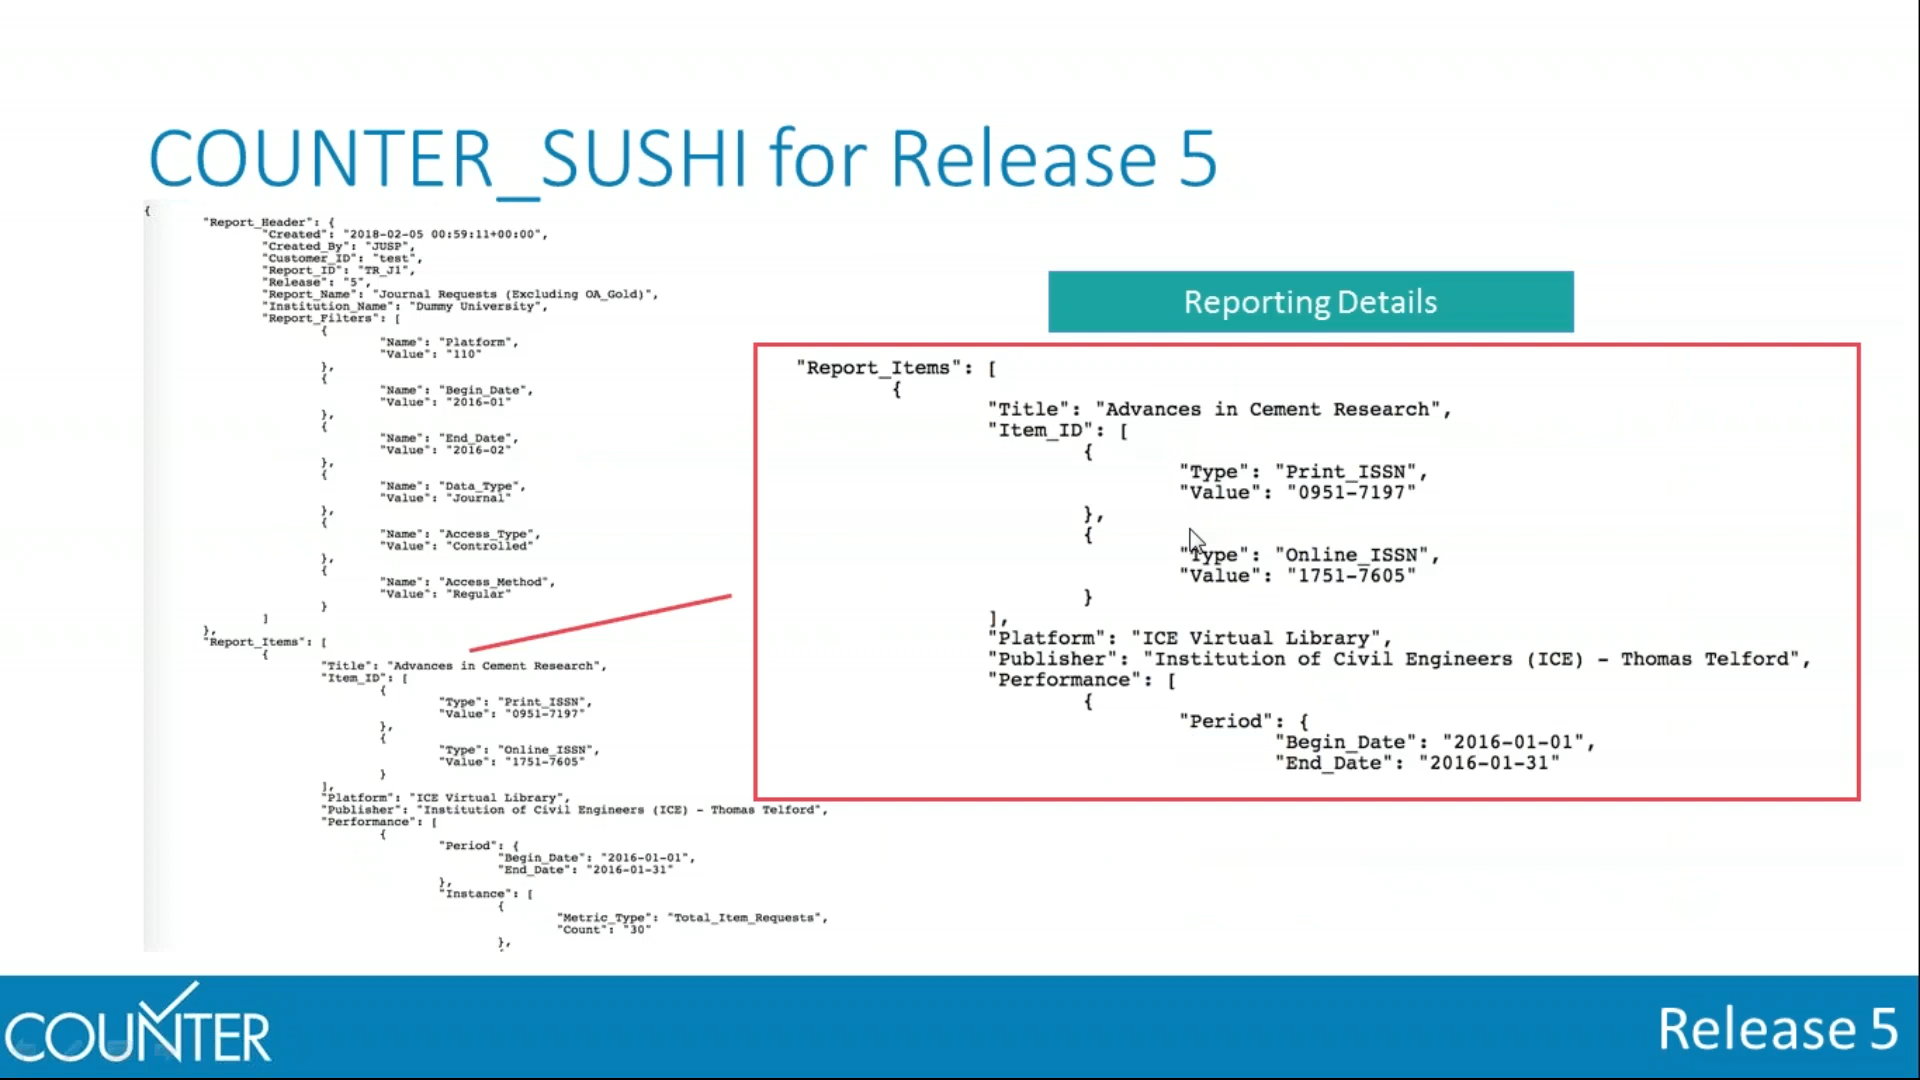 COUNTER_SUSHI for Release 5
{
"Report_Header": {
"Created": "2018-02-05 00:59:11+00:00",
"Created_By": "JUSP",
"Customer_ID": "test",
"Report_ID": "TR_J1",
"Release": "5",
"Report_Name": "Journal Requests (Excluding OA_Gold)",
"Institution_Name": "Dummy University",
"Report_Filters": [
{
"Name": "Platform",
"Value": "110"
},
{
"Name": "Begin_Date",
"Value": "2016-01"
},
{
"Name": "End_Date",
"Value": "2016-02"
},
{
"Name": "Data_Type",
"Value": "Journal"
},
{
"Name": "Access_Type",
"Value": "Controlled"
},
{
"Name": "Access_Method",
"Value": "Regular"
}
]
},
"Report_Items": [
{
"Title": "Advances in Cement Research",
"Item_ID": [
{
"Type": "Print_ISSN",
"Value": "0951-7197"
},
{
"Type": "Online_ISSN",
"Value": "1751-7605"
}
],
"Platform": "ICE Virtual Library",
"Publisher": "Institution of Civil Engineers (ICE) - Thomas Telford",
"Performance": [
{
"Period": {
"Begin_Date": "2016-01-01",
"End_Date": "2016-01-31"
},
"Instance": [
{
"Metric_Type": "Total_Item_Requests",
"Count": "30"
},
Reporting Details
"Report_Items": [
{
"Title": "Advances in Cement Research",
"Item_ID": [
{
"Type": "Print_ISSN",
"Value": "0951-7197"
},
{
"Type": "Online_ISSN",
"Value": "1751-7605"
}
],
"Platform": "ICE Virtual Library",
"Publisher": "Institution of Civil Engineers (ICE) - Thomas Telford",
"Performance": [
{
"Period": {
"Begin_Date": "2016-01-01",
"End_Date": "2016-01-31"
COUNTER
Release 5